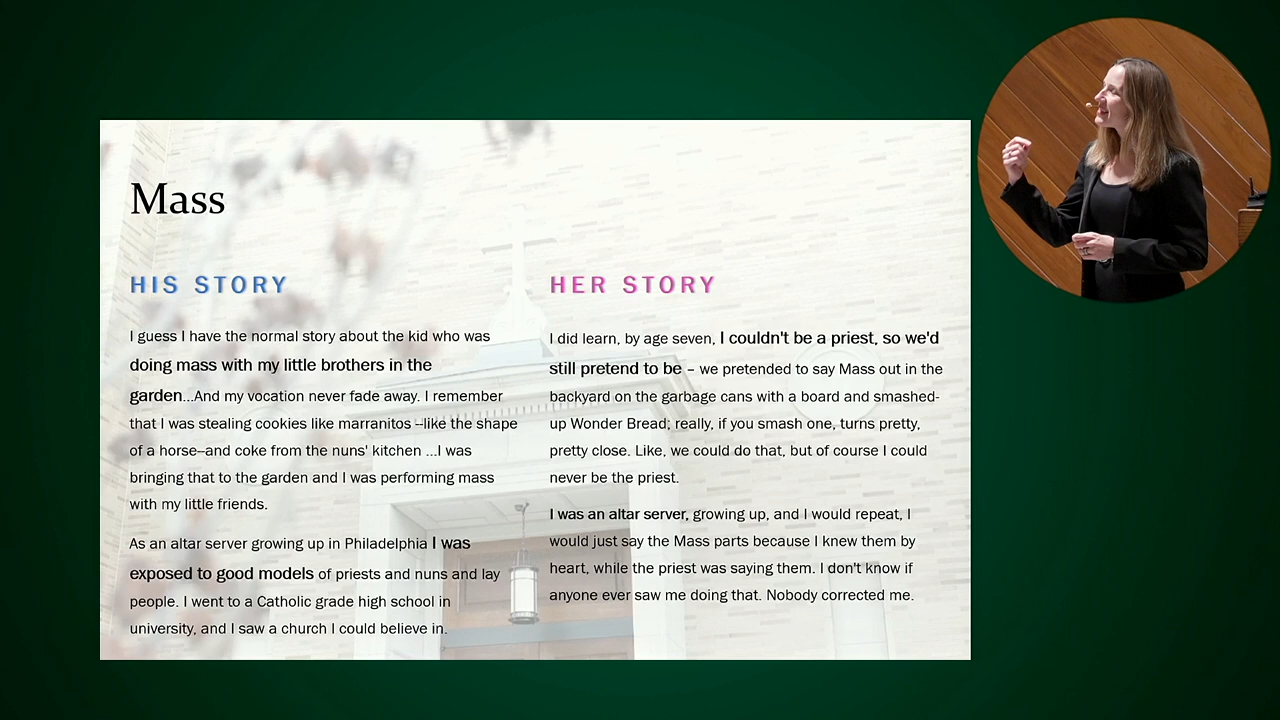 Mass
HIS STORY
I guess I have the normal story about the kid who was
doing mass with my little brothers in the
garden...And my vocation never fade away. I remember
that I was stealing cookies like marranitos --like the shape
of a horse--and coke from the nuns' kitchen ...I was
bringing that to the garden and I was performing mass
with my little friends.
As an altar server growing up in Philadelphia I was
exposed to good models of priests and nuns and lay
people. I went to a Catholic grade high school in
university, and I saw a church I could believe in.
HER STORY
I did learn, by age seven, I couldn't be a priest, so we'd
still pretend to be – we pretended to say Mass out in the
backyard on the garbage cans with a board and smashed-
up Wonder Bread; really, if you smash one, turns pretty,
pretty close. Like, we could do that, but of course I could
never be the priest.
I was an altar server, growing up, and I would repeat, I
would just say the Mass parts because I knew them by
heart, while the priest was saying them. I don't know if
anyone ever saw me doing that. Nobody corrected me.